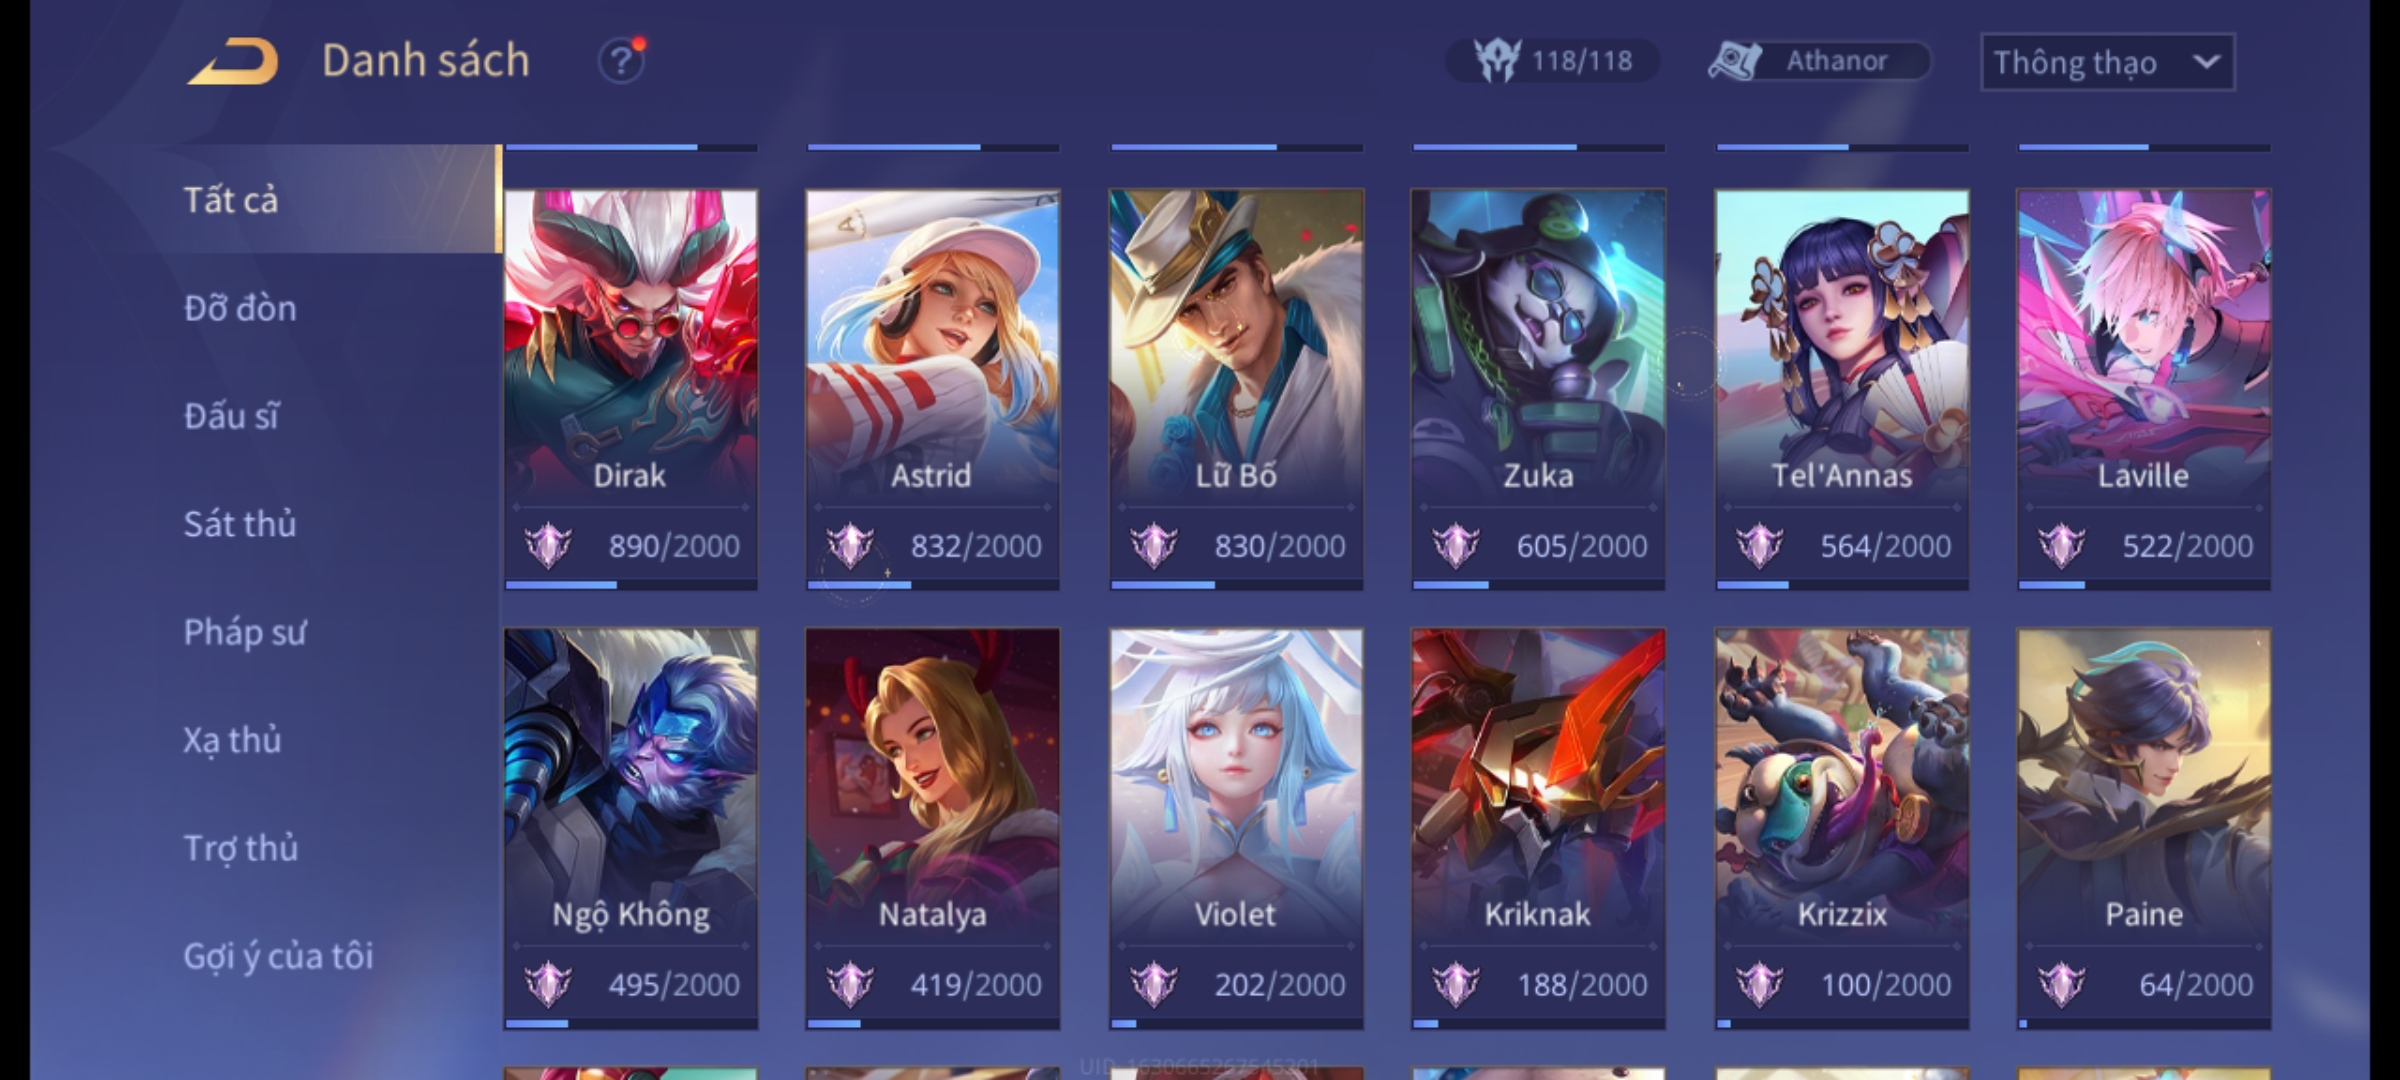 Danh sách
?
118/118
Athanor
Thông thạo
Tất cả
Đỡ đòn
Đấu sĩ
Sát thủ
Pháp sư
Xạ thủ
Trợ thủ
Gợi ý của tôi
Dirak
890/2000
Astrid
832/2000
Lữ Bố
830/2000
Zuka
605/2000
Tel'Annas
564/2000
Laville
522/2000
Ngộ Không
495/2000
Natalya
419/2000
Violet
202/2000
Kriknak
188/2000
Krizzix
100/2000
Paine
64/2000
UID